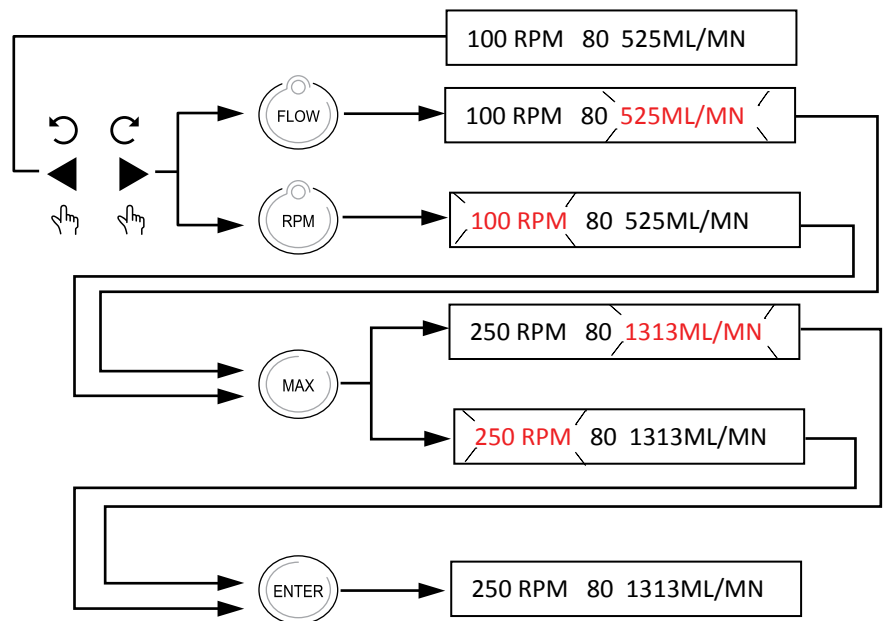 100 RPM 80 525ML/MN
FLOW
100 RPM 80 525ML/MN
RPM
100 RPM 80 525ML/MN
250 RPM 80 1313ML/MN
MAX
250 RPM 80 1313ML/MN
ENTER
250 RPM 80 1313ML/MN